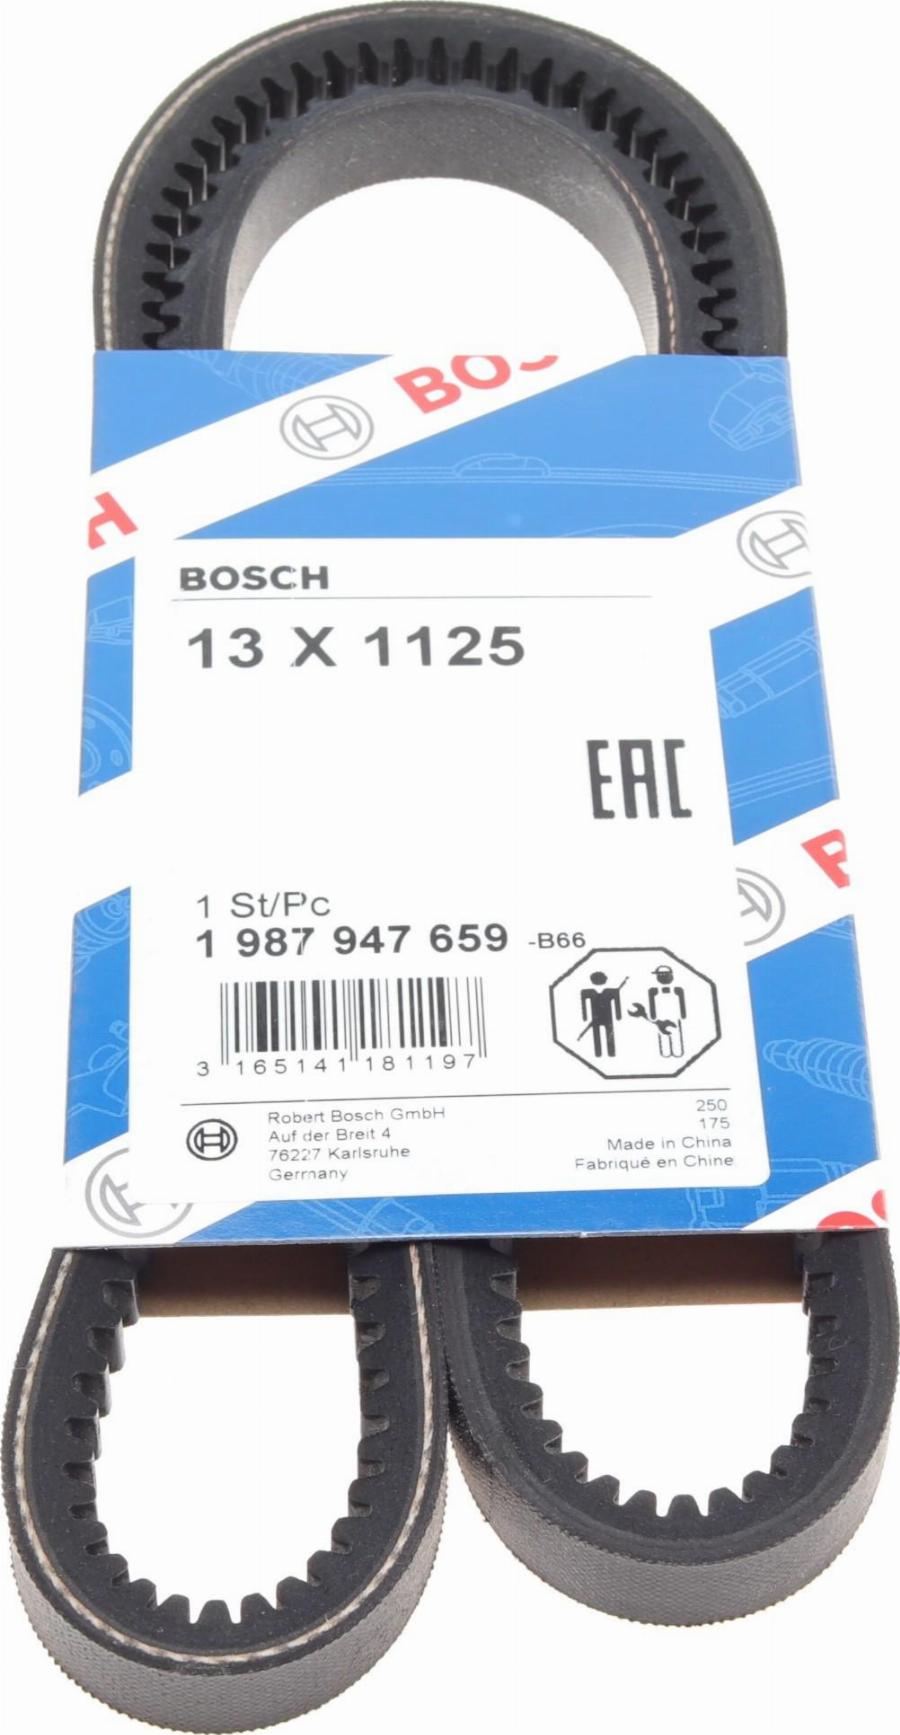 BOSCH
BOSCH
13 X 1125
EAC
1 St/Pc
1 987 947 659 -B66
3 165141 181197
Robert Bosch GmbH
Auf der Breit 4
76227 Karlsruhe
Germany
250
175
Made in China
Fabriqué en Chine